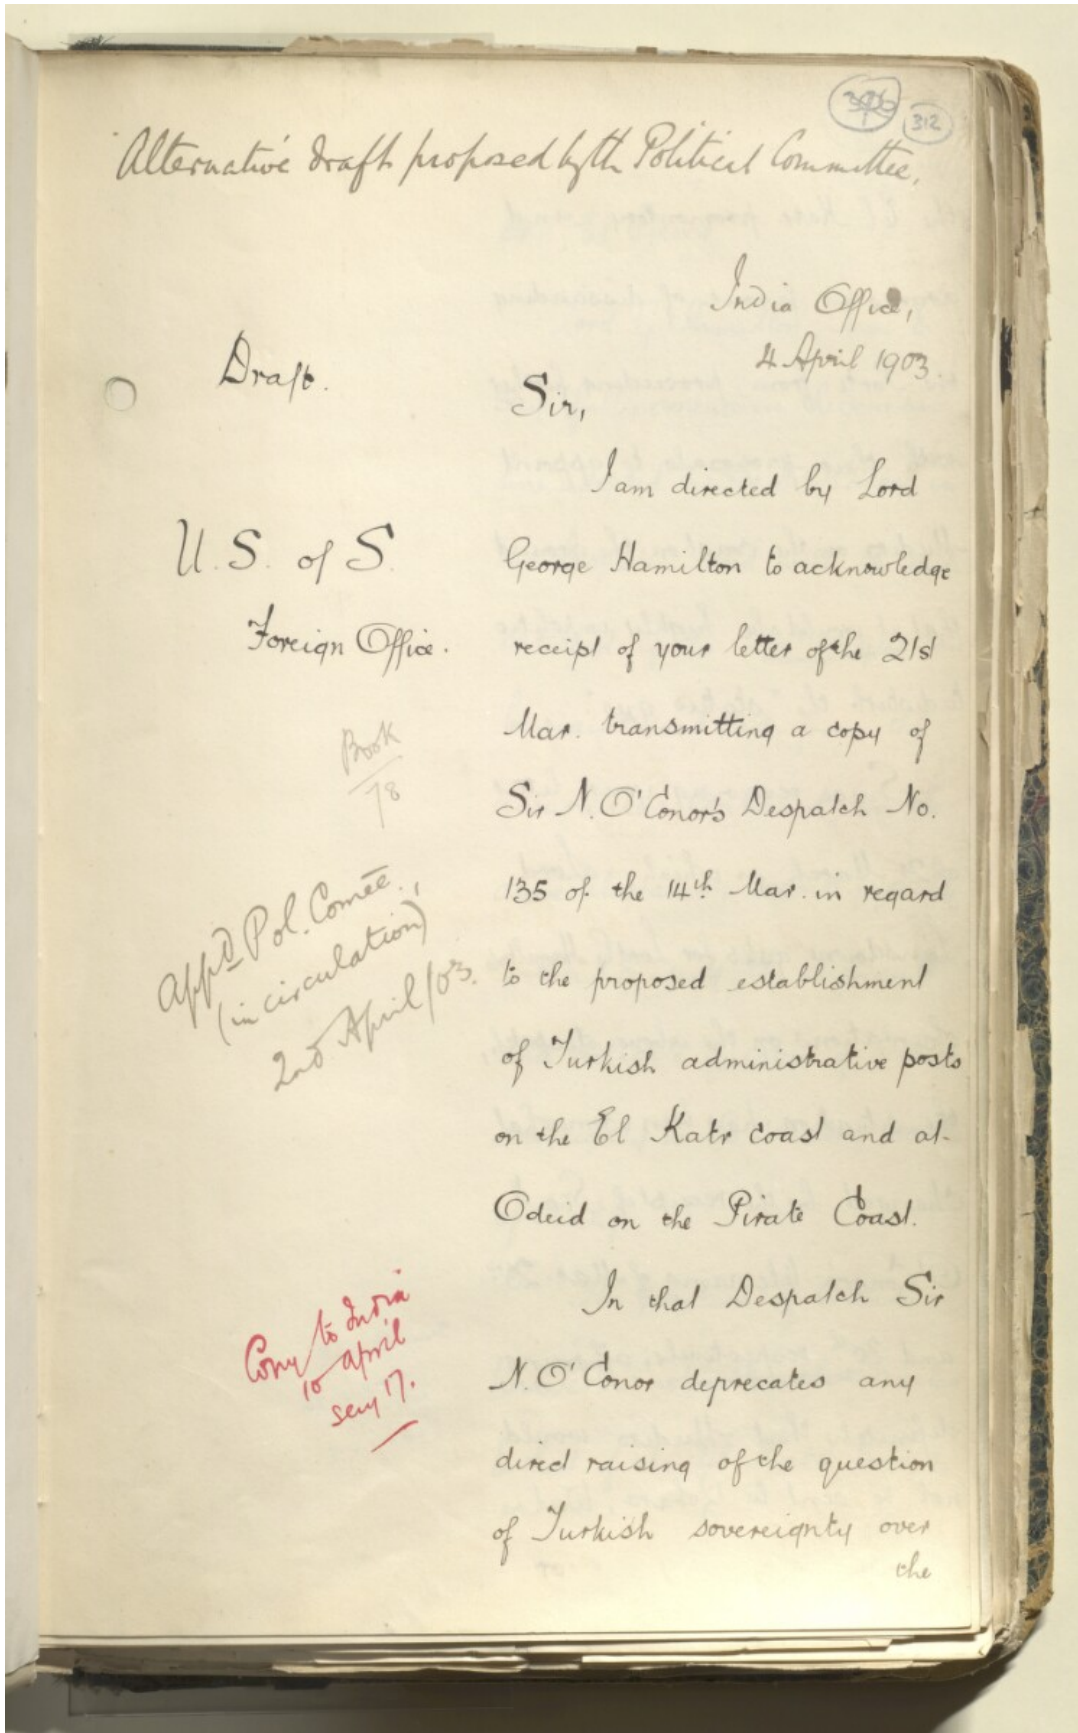 312
Alternative draft proposed by the Political Committee.
India Office,
4 April 1903.
Draft.
Sir,
I am directed by Lord
U. S. of S.
George Hamilton to acknowledge
Foreign Office.
receipt of your letter of the 21st
Mar. transmitting a copy of
Book
78
Sir N. O'Conor's Despatch No.
135 of the 14th Mar. in regard
Appd Pol. Comee.,
(in circulation)
2nd April/03.
to the proposed establishment
of Turkish administrative posts
on the El Katr coast and al-
Odeid on the Pirate Coast.
In that Despatch Sir
Copy to India
10 April
secy 17.
N. O'Conor deprecates any
direct raising of the question
of Turkish sovereignty over
the